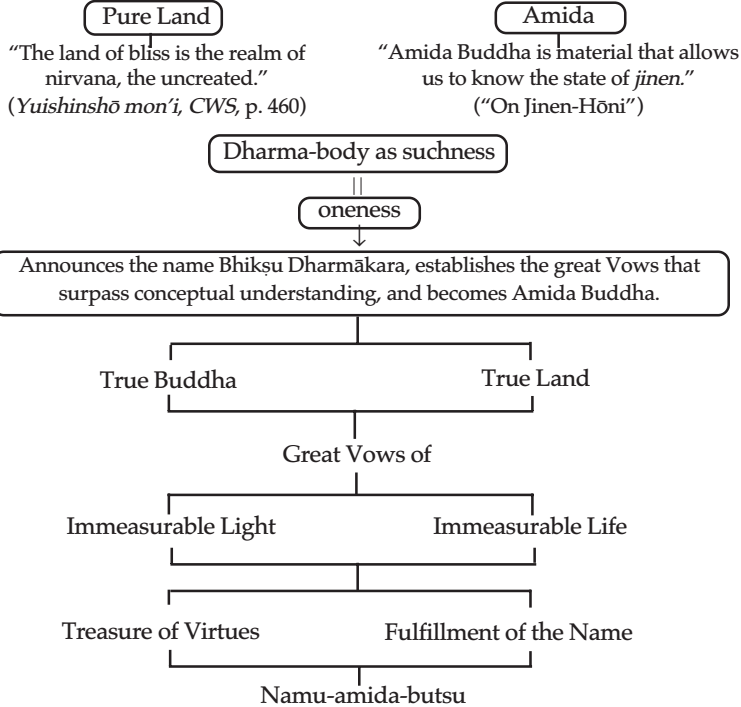 Pure Land
“The land of bliss is the realm of
nirvana, the uncreated.”
(Yuishinshō mon’i, CWS, p. 460)
Amida
“Amida Buddha is material that allows
us to know the state of jinen.”
(“On Jinen-Hōni”)
Dharma-body as suchness
oneness
Announces the name Bhikṣu Dharmākara, establishes the great Vows that
surpass conceptual understanding, and becomes Amida Buddha.
True Buddha
True Land
Great Vows of
Immeasurable Light
Immeasurable Life
Treasure of Virtues
Fulfillment of the Name
Namu-amida-butsu